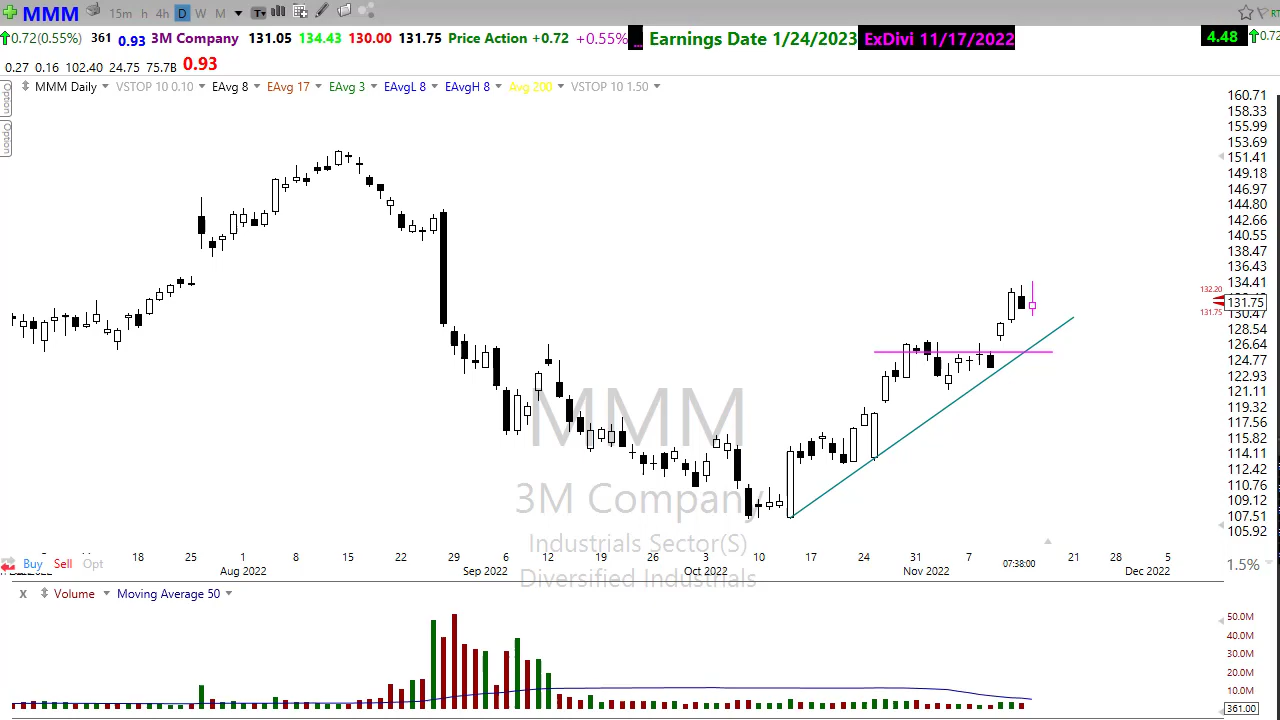 MMM 15m h 4h D W M T RT
0.72(0.55%) 361 0.93 3M Company 131.05 134.43 130.00 131.75 Price Action +0.72 +0.55% ... Earnings Date 1/24/2023 ExDivi 11/17/2022 4.48 0.72
0.27 0.16 102.40 24.75 75.7B 0.93
MMM Daily VSTOP 10 0.10 EAvg 8 EAvg 17 EAvg 3 EAvgL 8 EAvgH 8 Avg 200 VSTOP 10 1.50
Option
Option
160.71
158.33
155.99
153.69
151.41
149.18
146.97
144.80
142.66
140.55
138.47
136.43
134.41
132.20
131.75
131.75
130.47
128.54
126.64
124.77
122.93
121.11
119.32
117.56
115.82
114.11
112.42
110.76
109.12
107.51
105.92
MMM
3M Company
Industrials Sector(S)
Diversified Industrials
18 25 1 8 15 22 29 6 12 19 26 3 10 17 24 31 7 21 28 5
Buy Sell Opt 07:38:00 1.5%
Aug 2022 Sep 2022 Oct 2022 Nov 2022 Dec 2022
x Volume Moving Average 50
50.0M
40.0M
30.0M
20.0M
10.0M
361.00